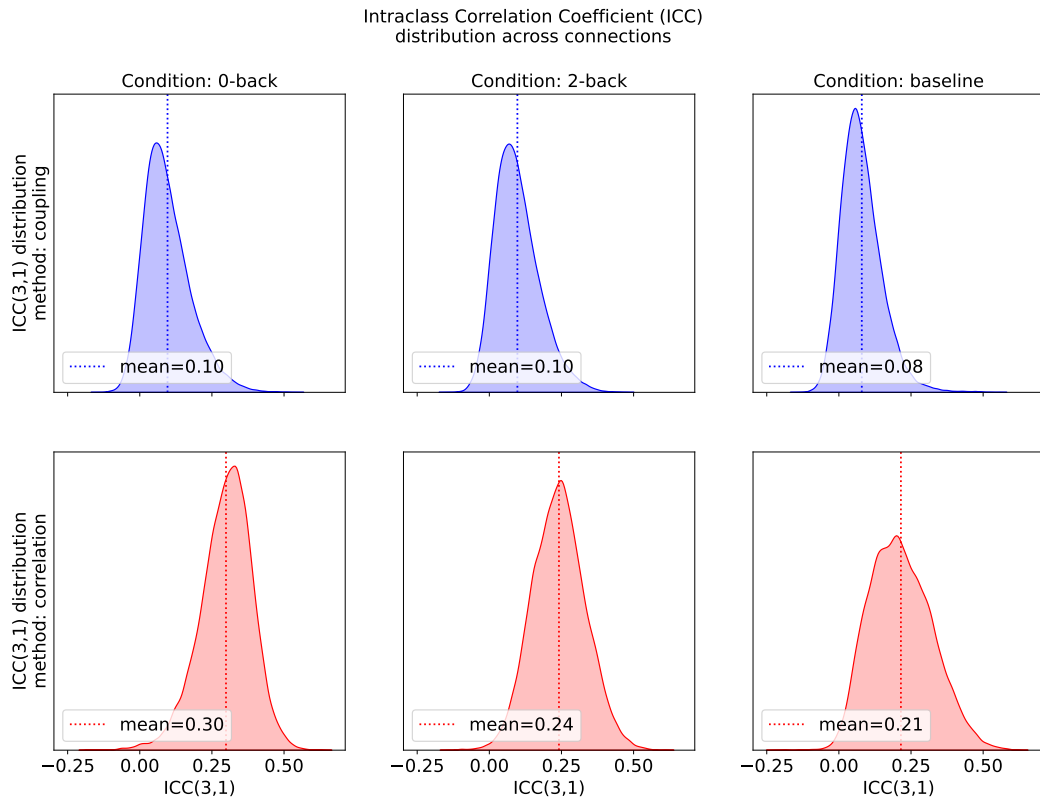 Intraclass Correlation Coefficient (ICC)
distribution across connections
Condition: 0-back
Condition: 2-back
Condition: baseline
ICC(3,1) distribution
method: coupling
mean=0.10
mean=0.10
mean=0.08
ICC(3,1) distribution
method: correlation
mean=0.30
mean=0.24
mean=0.21
−0.25 0.00 0.25 0.50
−0.25 0.00 0.25 0.50
−0.25 0.00 0.25 0.50
ICC(3,1)
ICC(3,1)
ICC(3,1)